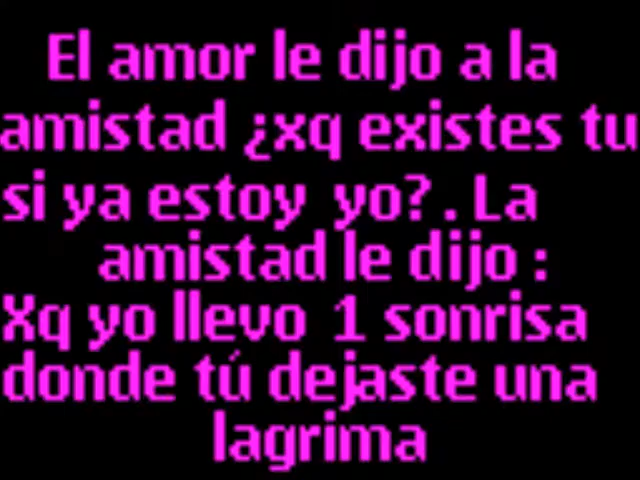 El amor le dijo a la
amistad ¿xq existes tu
si ya estoy yo? . La
amistad le dijo :
Xq yo llevo 1 sonrisa
donde tú dejaste una
lagrima